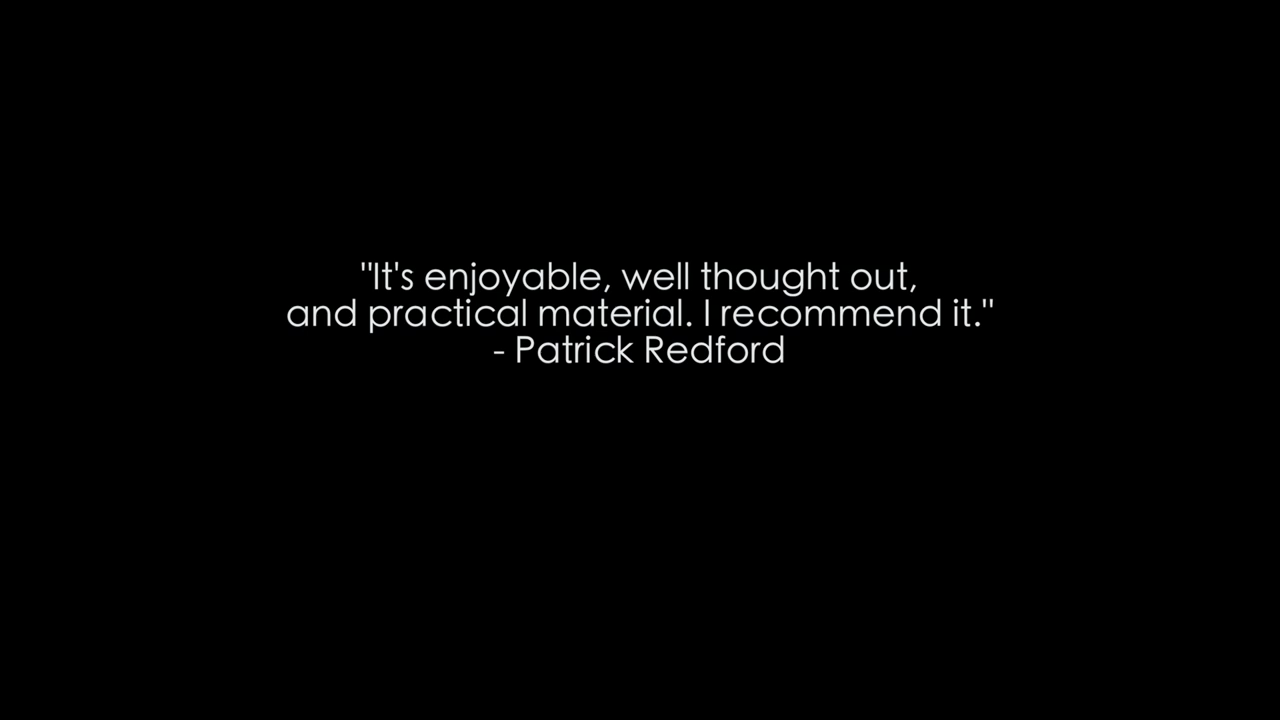 "It's enjoyable, well thought out,
and practical material. I recommend it."
- Patrick Redford